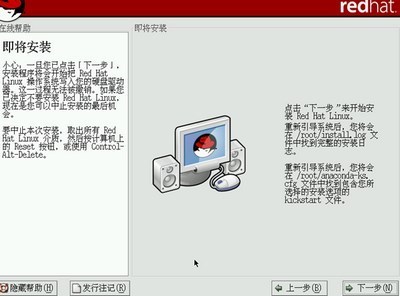 redhat.
在线帮助
即将安装
即将安装
小心，一旦您已点击「下一步」，
安装程序将会开始把 Red Hat
Linux 操作系统写入您的硬盘驱动
器。这一过程无法被撤销。如果您
已决定不要安装 Red Hat Linux，
现在是您可以中止安装的最后机
会。
要中止本次安装，取出所有 Red
Hat Linux 介质，然后按计算机上
的 Reset 按钮，或使用 Control-
Alt-Delete。
点击 “下一步”来开始安
装 Red Hat Linux。
重新引导系统后，您将会
在 /root/install.log 文
件中找到完整的安装日
志。
重新引导系统后，您将会
在 /root/anaconda-ks.
cfg 文件中找到包含您所
选择的安装选项的
kickstart 文件。
隐藏帮助(H)
发行注记(R)
上一步(B)
下一步(N)